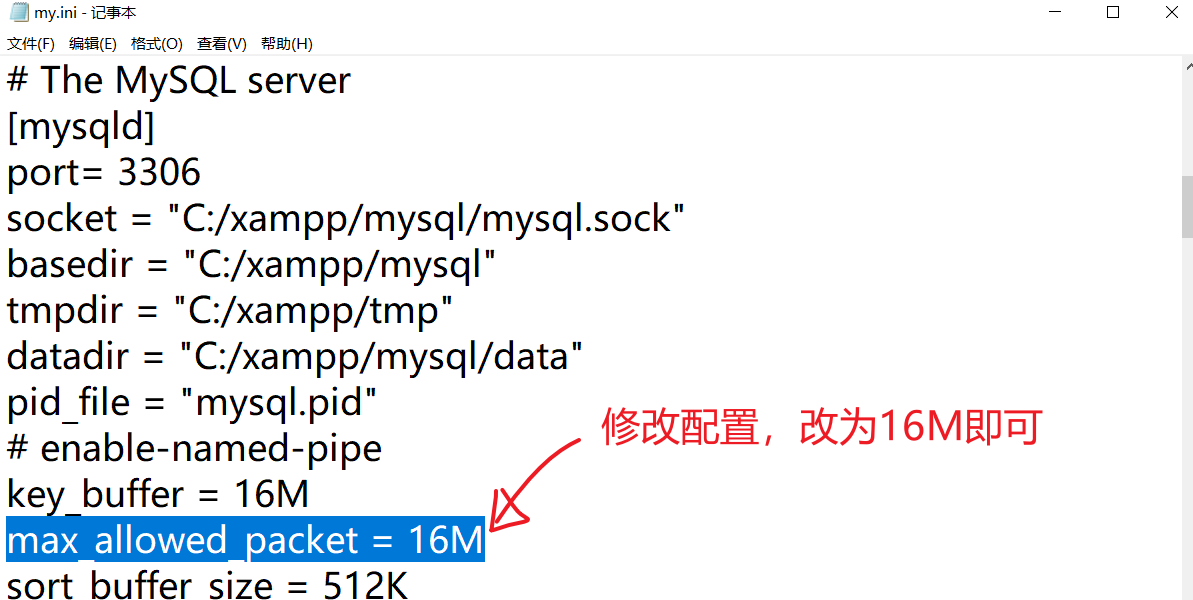 my.ini - 记事本
文件(F) 编辑(E) 格式(O) 查看(V) 帮助(H)
# The MySQL server
[mysqld]
port= 3306
socket = "C:/xampp/mysql/mysql.sock"
basedir = "C:/xampp/mysql"
tmpdir = "C:/xampp/tmp"
datadir = "C:/xampp/mysql/data"
pid_file = "mysql.pid"
修改配置，改为16M即可
# enable-named-pipe
key_buffer = 16M
max_allowed_packet = 16M
sort_buffer_size = 512K